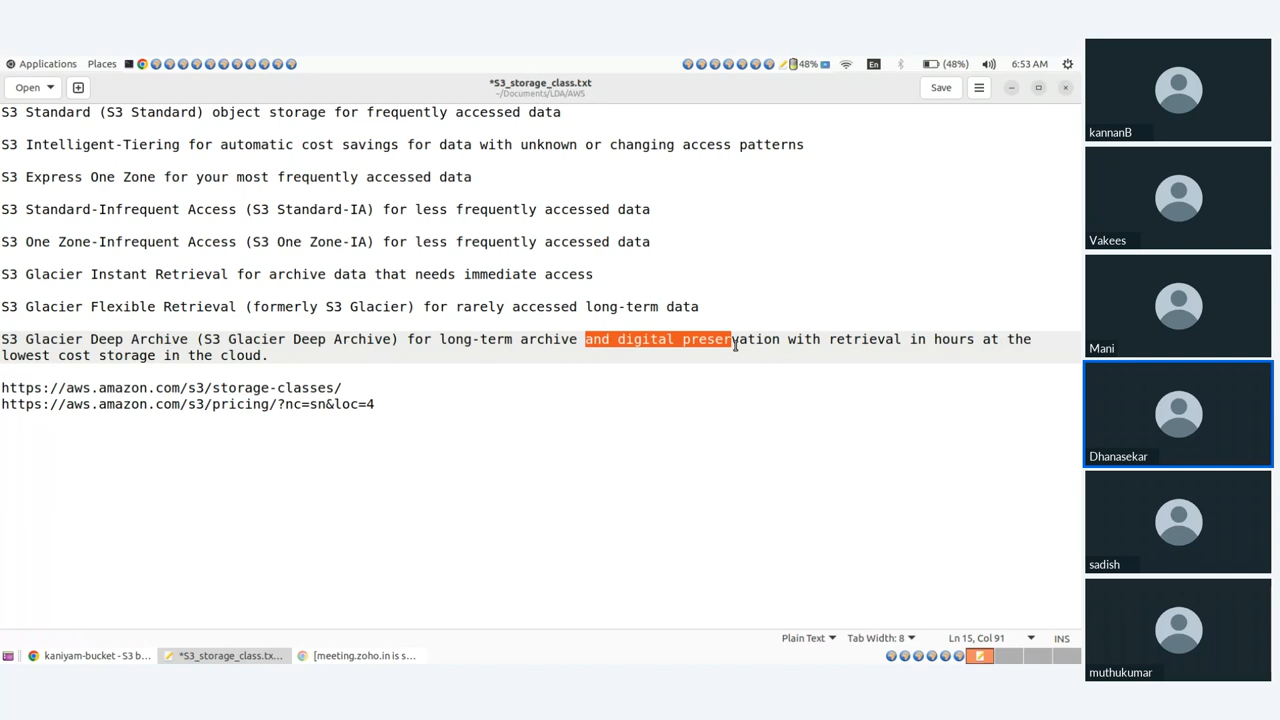 Applications Places 48% En (48%) 6:53 AM
Open *S3_storage_class.txt Save
~/Documents/LDA/AWS
S3 Standard (S3 Standard) object storage for frequently accessed data
S3 Intelligent-Tiering for automatic cost savings for data with unknown or changing access patterns
S3 Express One Zone for your most frequently accessed data
S3 Standard-Infrequent Access (S3 Standard-IA) for less frequently accessed data
S3 One Zone-Infrequent Access (S3 One Zone-IA) for less frequently accessed data
S3 Glacier Instant Retrieval for archive data that needs immediate access
S3 Glacier Flexible Retrieval (formerly S3 Glacier) for rarely accessed long-term data
S3 Glacier Deep Archive (S3 Glacier Deep Archive) for long-term archive and digital preservation with retrieval in hours at the
lowest cost storage in the cloud.
https://aws.amazon.com/s3/storage-classes/
https://aws.amazon.com/s3/pricing/?nc=sn&loc=4
Plain Text Tab Width: 8 Ln 15, Col 91 INS
kaniyam-bucket - S3 b... *S3_storage_class.tx... [meeting.zoho.in is s...
kannanB
Vakees
Mani
Dhanasekar
sadish
muthukumar